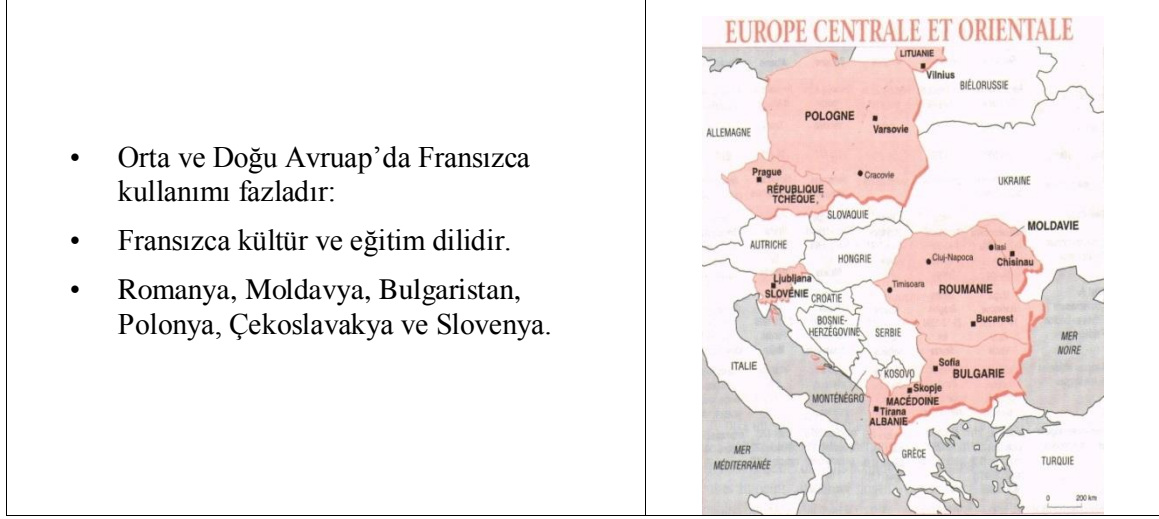 • Orta ve Doğu Avruap’da Fransızca
kullanımı fazladır:
• Fransızca kültür ve eğitim dilidir.
• Romanya, Moldavya, Bulgaristan,
Polonya, Çekoslavakya ve Slovenya.
EUROPE CENTRALE ET ORIENTALE
LITUANIE
Vilnius
BIÉLORUSSIE
POLOGNE
Varsovie
ALLEMAGNE
Prague
Cracovie
RÉPUBLIQUE
TCHÈQUE
UKRAINE
SLOVAQUIE
MOLDAVIE
AUTRICHE
Iasi
HONGRIE
Cluj-Napoca
Chisinau
Ljubljana
SLOVÉNIE
CROATIE
Timisoara
ROUMANIE
BOSNIE-
HERZÉGOVINE
SERBIE
Bucarest
MER
NOIRE
ITALIE
Sofia
KOSOVO
BULGARIE
Skopje
MONTÉNÉGRO
MACÉDOINE
Tirana
ALBANIE
MER
MÉDITERRANÉE
GRÈCE
TURQUIE
0 200 km